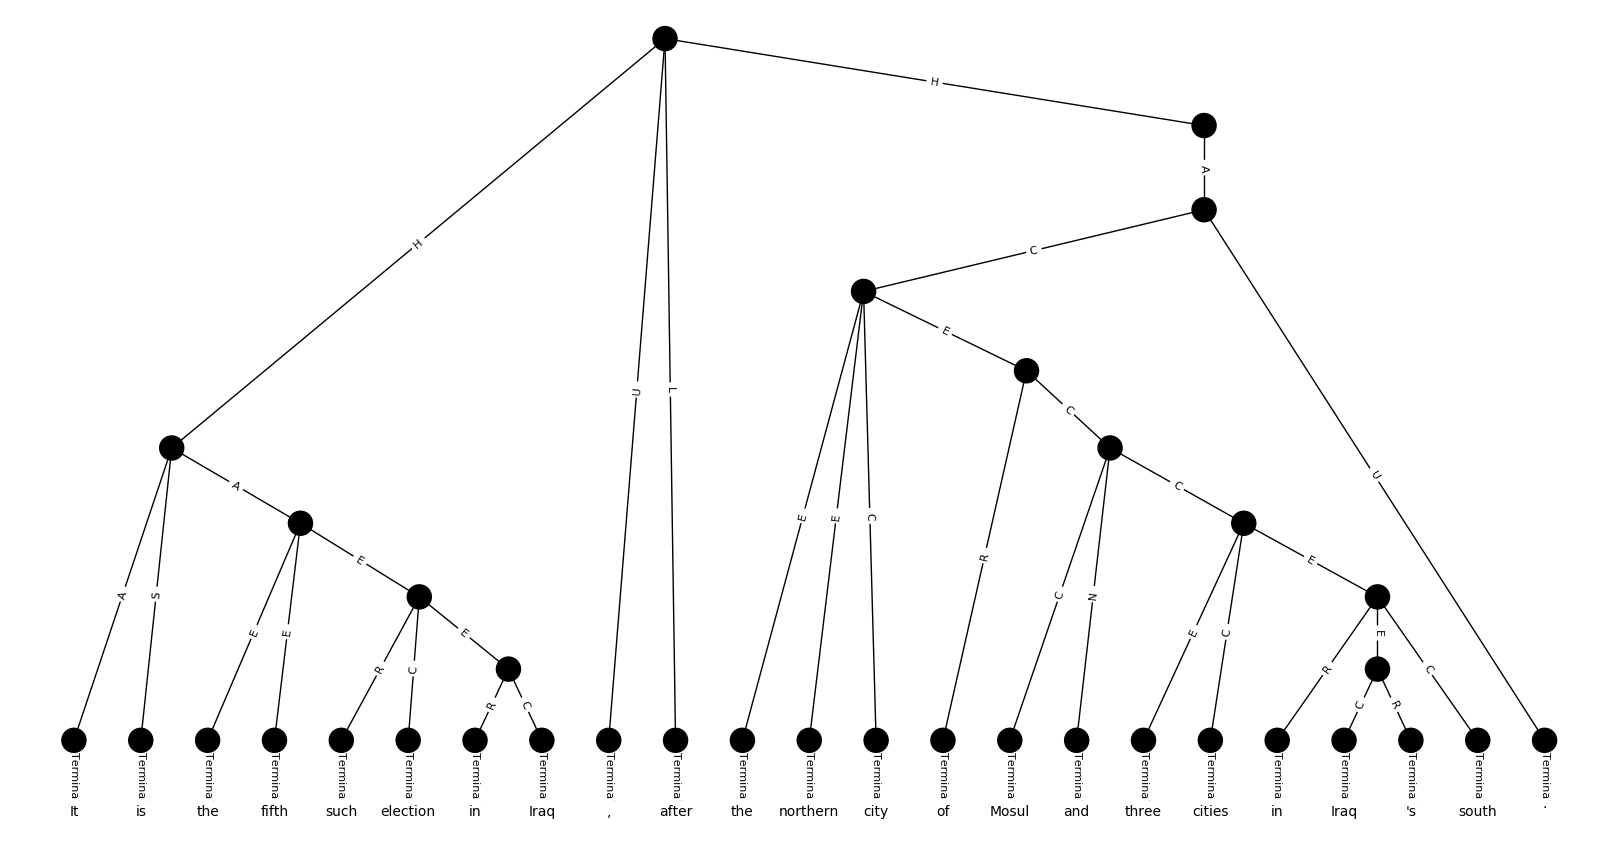 H
H
A
C
E
C
U
L
H
A
C
U
A
S
E
E
E
C
R
C
N
C
E
A
E
E
R
C
E
E
C
R
E
C
R
C
R
C
R
Termina Termina Termina Termina Termina Termina Termina Termina Termina Termina Termina Termina Termina Termina Termina Termina Termina Termina Termina Termina Termina Termina Termina
It is the fifth such election in Iraq , after the northern city of Mosul and three cities in Iraq 's south .